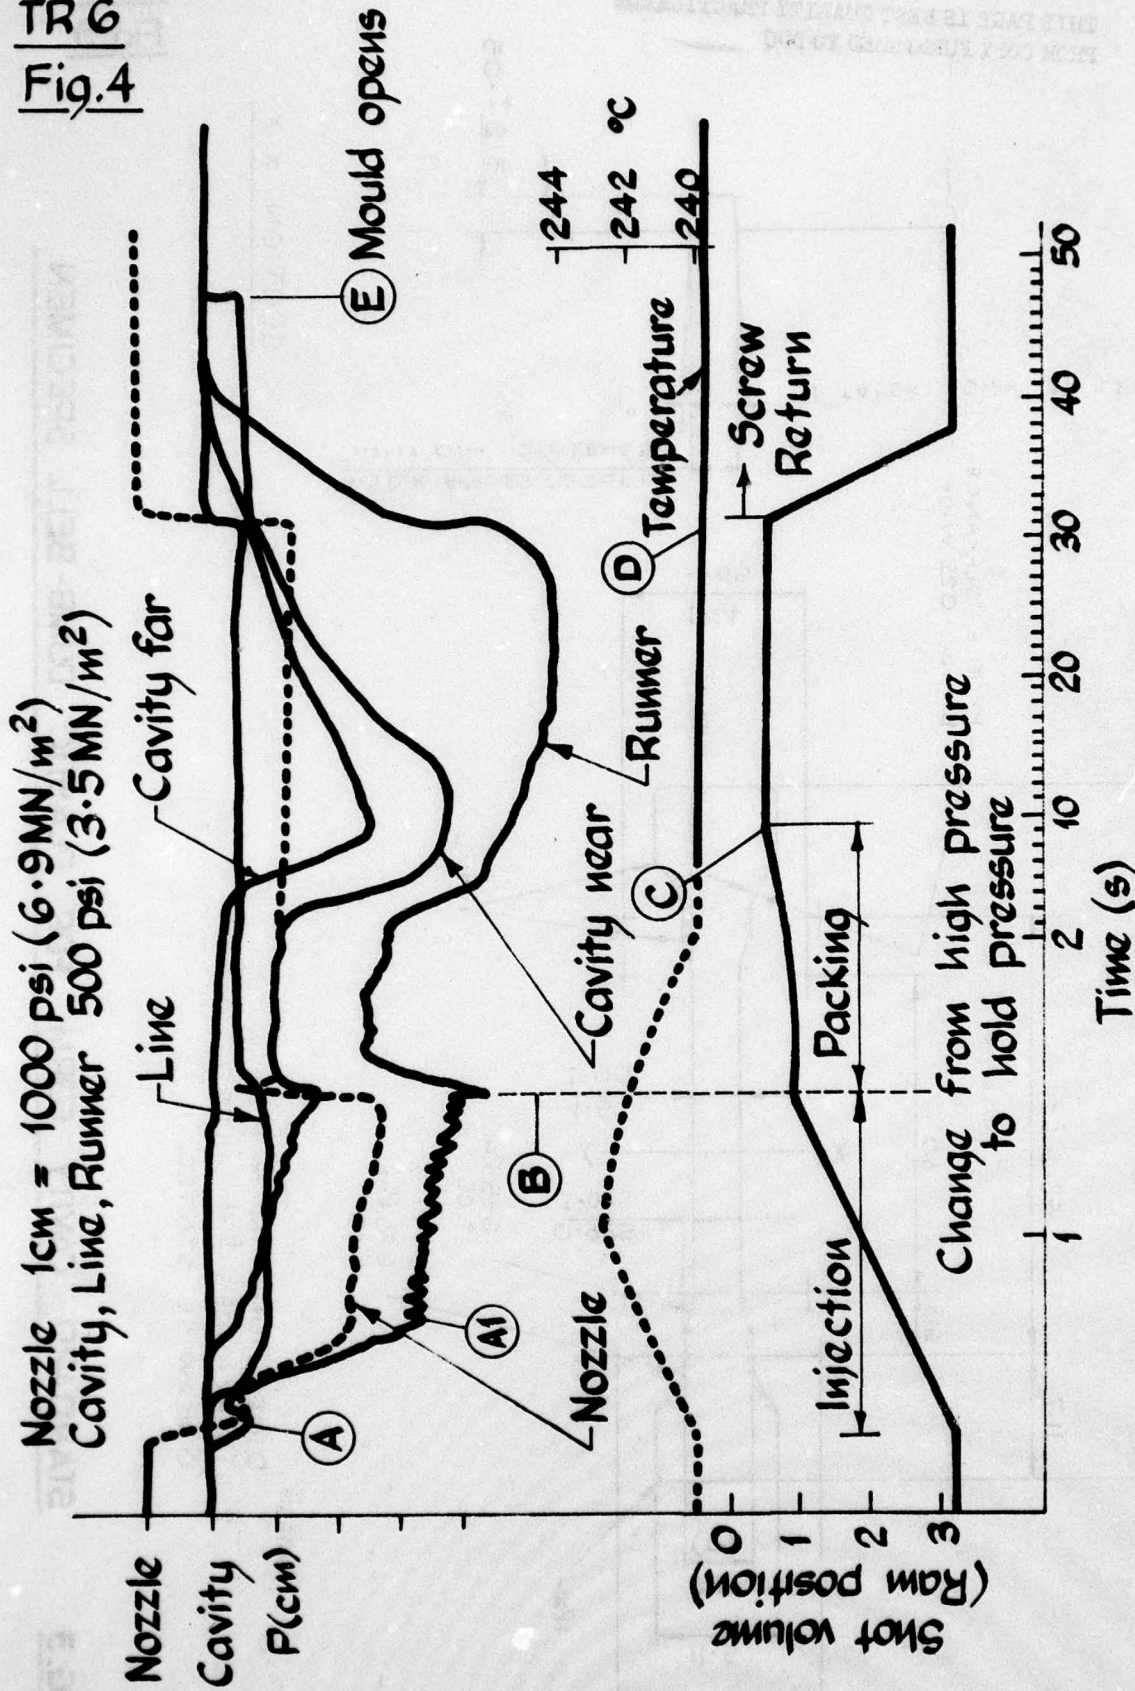 TR 6
Fig.4
Nozzle 1cm = 1000 psi (6·9MN/m²)
Cavity, Line, Runner 500 psi (3·5MN/m²)
Nozzle
Cavity
P(cm)
Line
Cavity far
A
A1
Nozzle
B
Cavity near
Runner
E Mould opens
244
242 °C
240
D Temperature
C
Screw
Return
Shot volume
(Ram position)
0
1
2
3
Injection
Packing
Change from high pressure
to hold pressure
1 2 10 20 30 40 50
Time (s)